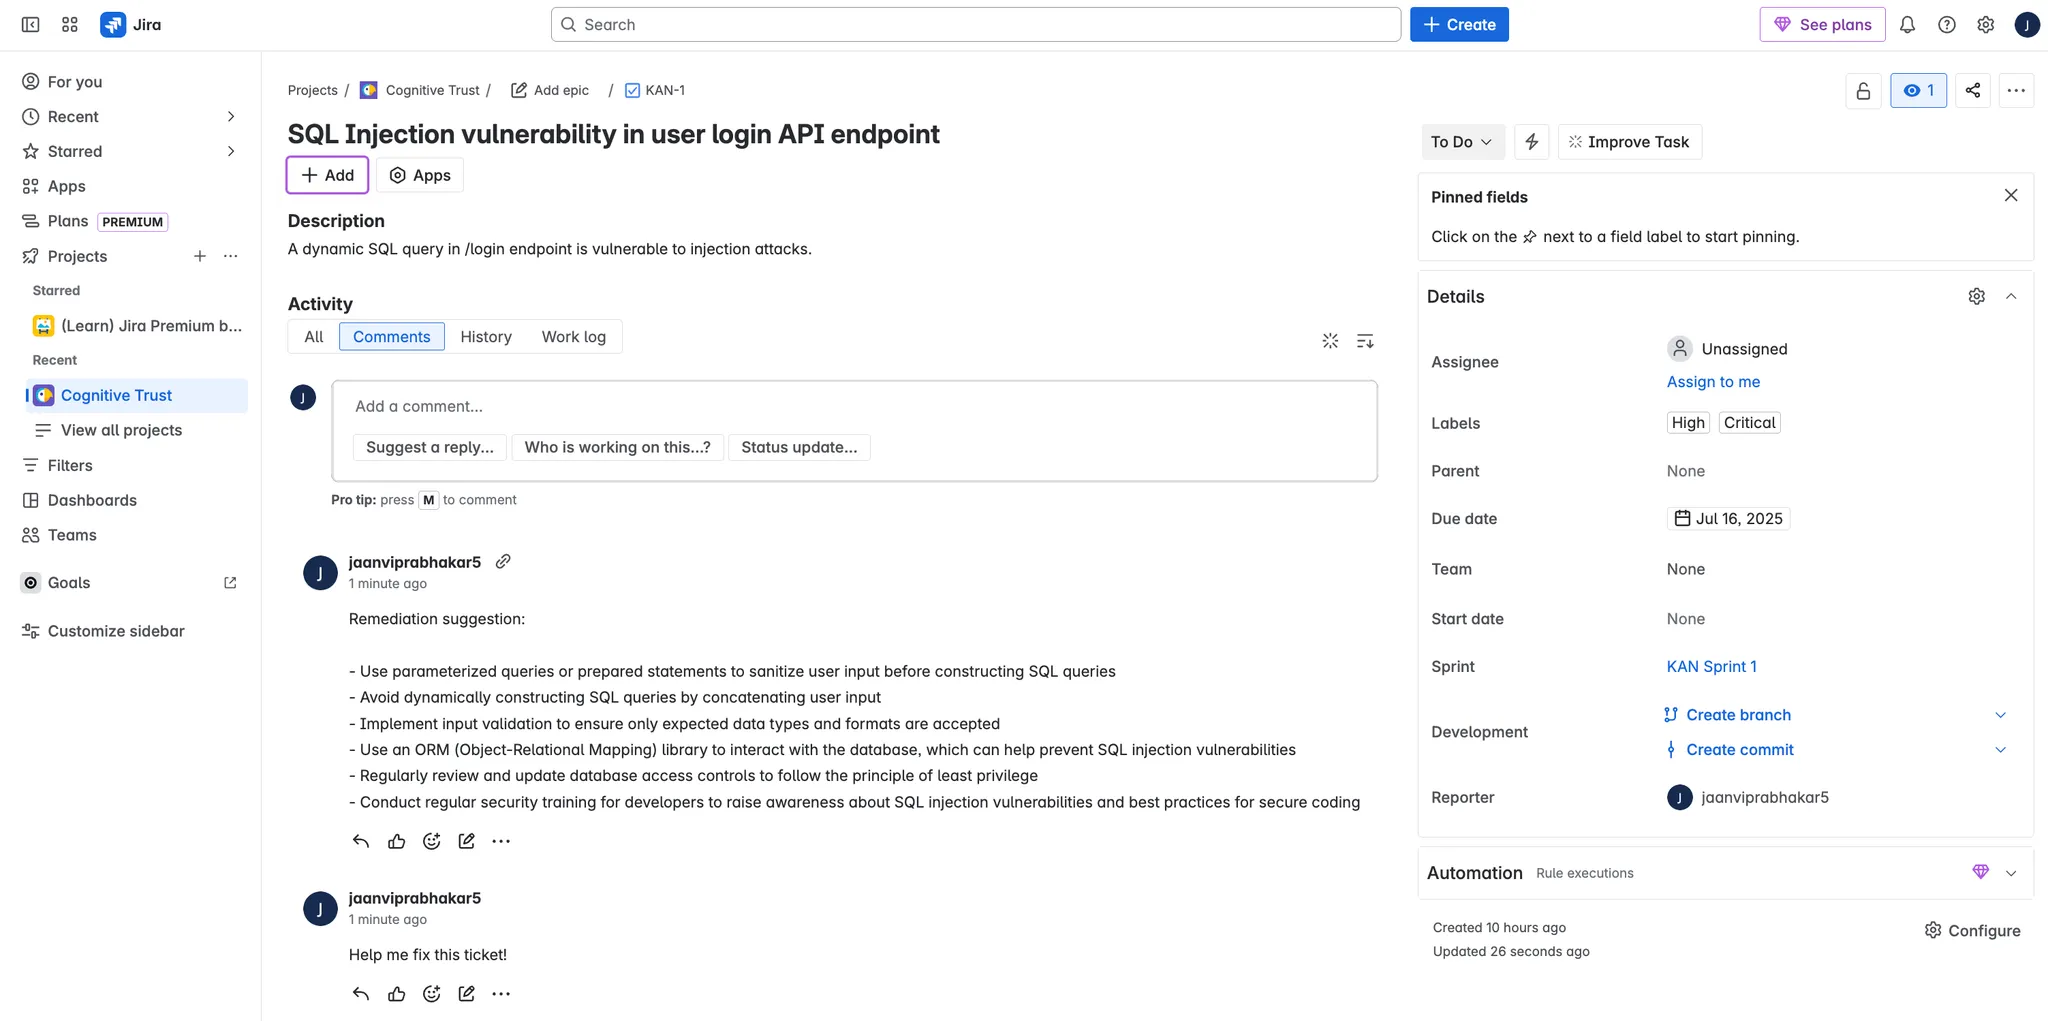 Jira
Search
Create
See plans
J
For you
Recent
Starred
Apps
Plans PREMIUM
Projects
Starred
(Learn) Jira Premium b...
Recent
Cognitive Trust
View all projects
Filters
Dashboards
Teams
Goals
Customize sidebar
Projects / Cognitive Trust / Add epic / KAN-1
SQL Injection vulnerability in user login API endpoint
Add Apps
Description
A dynamic SQL query in /login endpoint is vulnerable to injection attacks.
Activity
All Comments History Work log
J
Add a comment...
Suggest a reply... Who is working on this...? Status update...
Pro tip: press M to comment
J
jaanviprabhakar5
1 minute ago
Remediation suggestion:
- Use parameterized queries or prepared statements to sanitize user input before constructing SQL queries
- Avoid dynamically constructing SQL queries by concatenating user input
- Implement input validation to ensure only expected data types and formats are accepted
- Use an ORM (Object-Relational Mapping) library to interact with the database, which can help prevent SQL injection vulnerabilities
- Regularly review and update database access controls to follow the principle of least privilege
- Conduct regular security training for developers to raise awareness about SQL injection vulnerabilities and best practices for secure coding
J
jaanviprabhakar5
1 minute ago
Help me fix this ticket!
1
To Do Improve Task
Pinned fields
Click on the next to a field label to start pinning.
Details
Assignee Unassigned
Assign to me
Labels High Critical
Parent None
Due date Jul 16, 2025
Team None
Start date None
Sprint KAN Sprint 1
Development Create branch
Create commit
Reporter J jaanviprabhakar5
Automation Rule executions
Created 10 hours ago
Updated 26 seconds ago
Configure